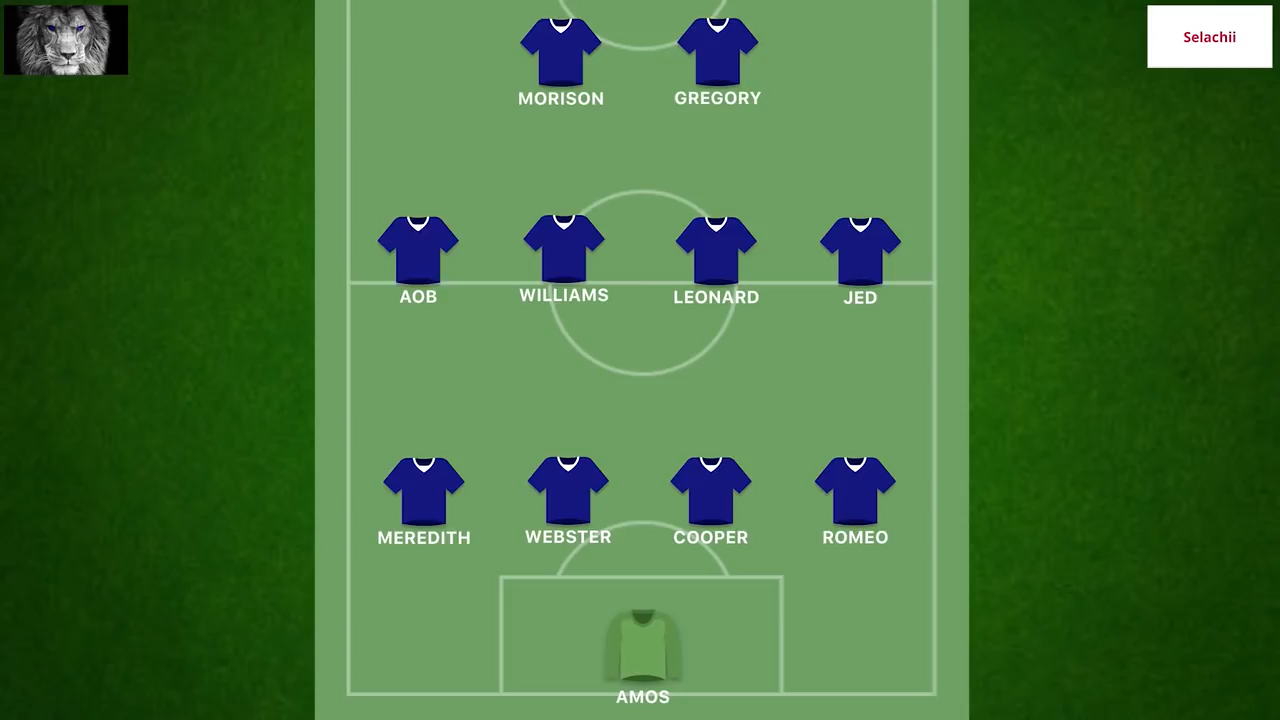 Selachii
MORISON GREGORY
AOB WILLIAMS LEONARD JED
MEREDITH WEBSTER COOPER ROMEO
AMOS